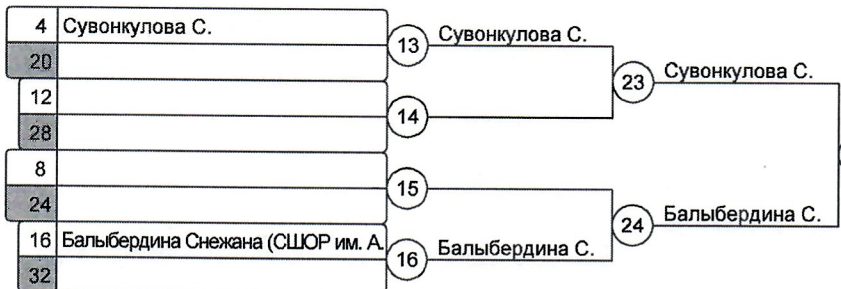 4 Сувонкулова С.
20
13 Сувонкулова С.
12
28
14
23 Сувонкулова С.
8
24
15
16 Балыбердина Снежана (СШОР им. А.
32
16 Балыбердина С.
24 Балыбердина С.